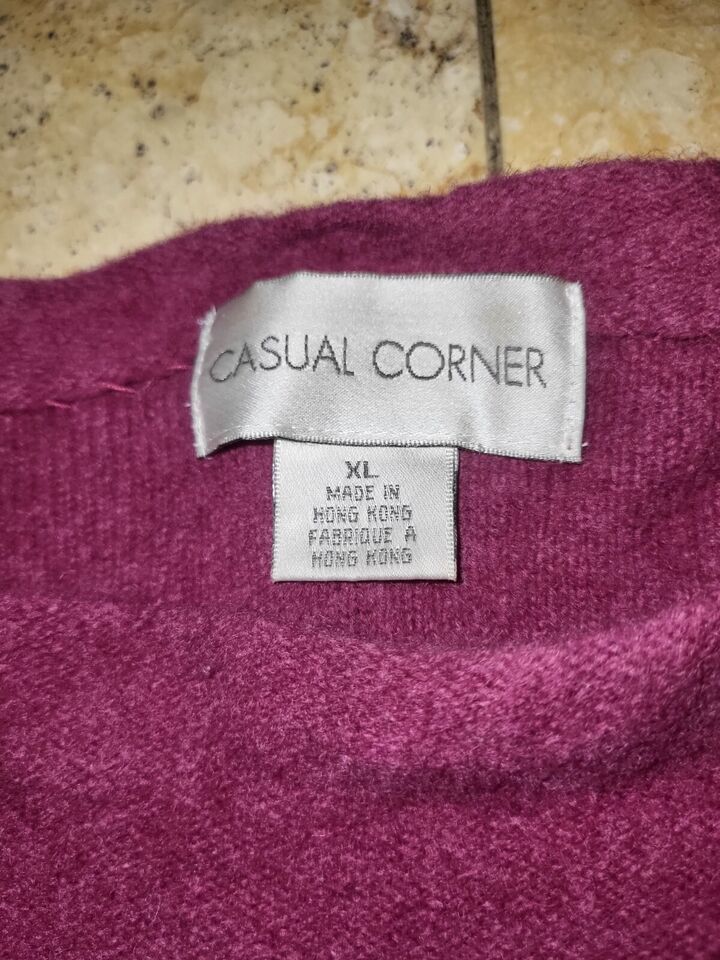 CASUAL CORNER
XL
MADE IN
HONG KONG
FABRIQUE A
HONG KONG